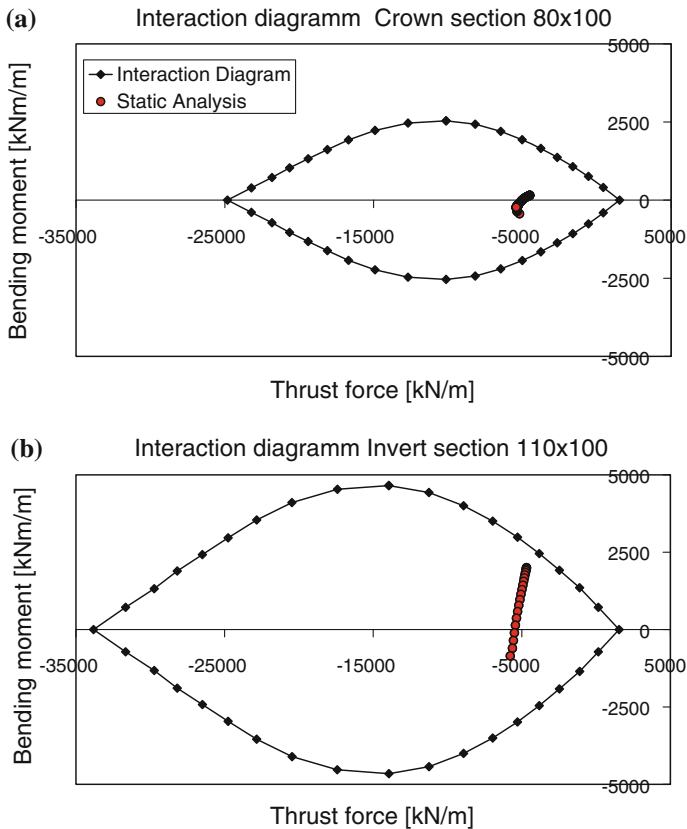 (a) Interaction diagramm Crown section 80x100
5000
Interaction Diagram
Static Analysis
2500
0
-35000 -25000 -15000 -5000 5000
-2500
-5000
Bending moment [kNm/m]
Thrust force [kN/m]
(b) Interaction diagramm Invert section 110x100
5000
2500
0
-35000 -25000 -15000 -5000 5000
-2500
-5000
Bending moment [kNm/m]
Thrust force [kN/m]